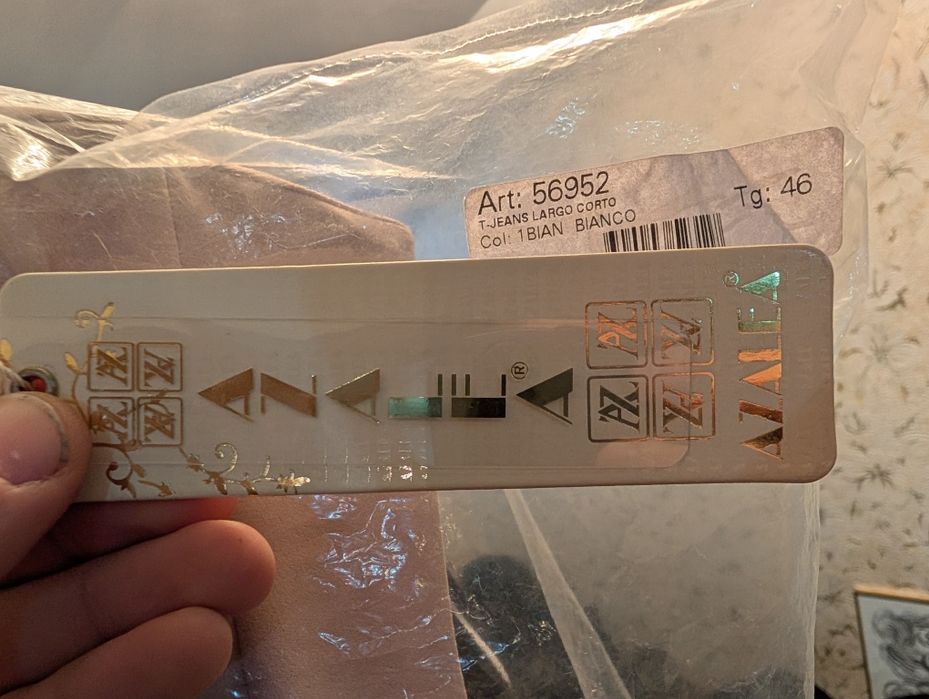 Art: 56952
Tg: 46
T-JEANS LARGO CORTO
Col: 1BIAN BIANCO
AZALEA®
AZALEA®